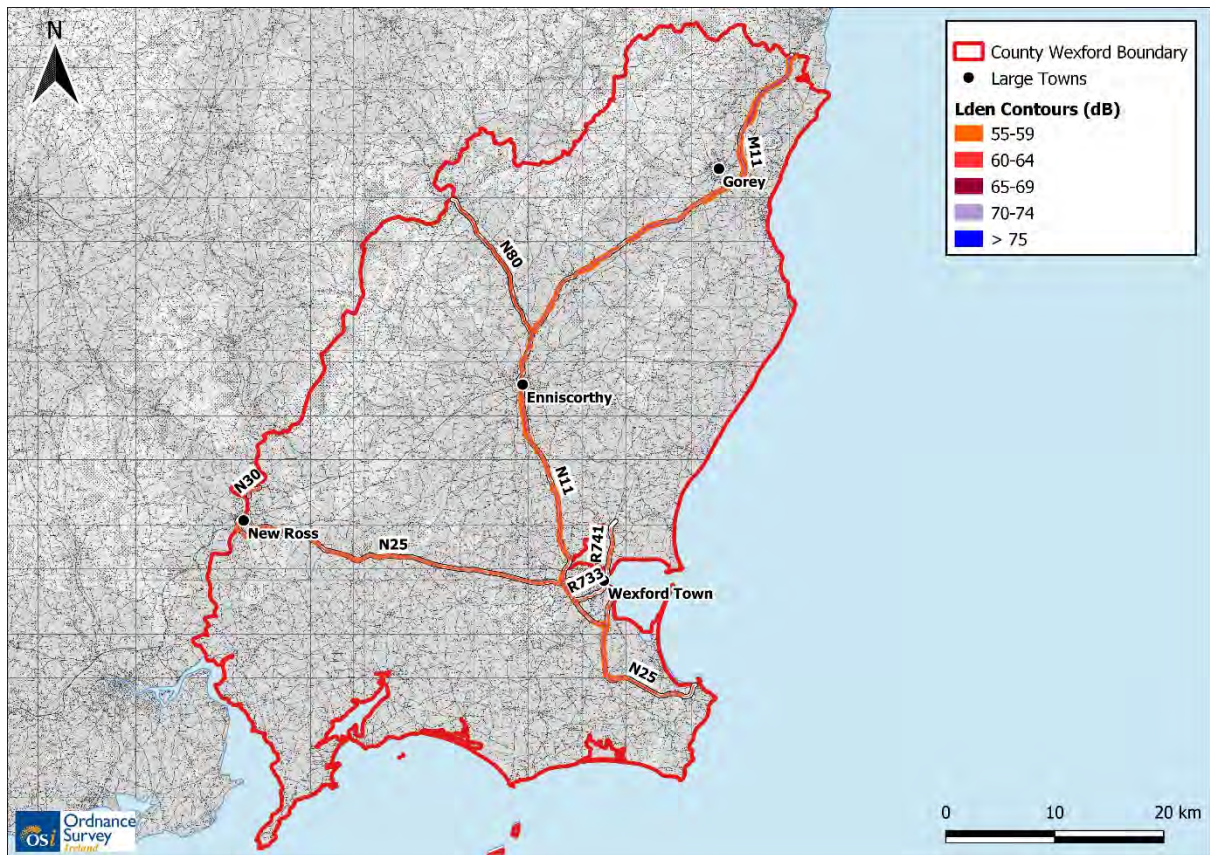 N
County Wexford Boundary
Large Towns
Lden Contours (dB)
55-59
60-64
65-69
70-74
> 75
M11
Gorey
N80
Enniscorthy
N11
N30
New Ross
N25
R741
R733
Wexford Town
N25
0 10 20 km
osi Ordnance
Survey
Ireland